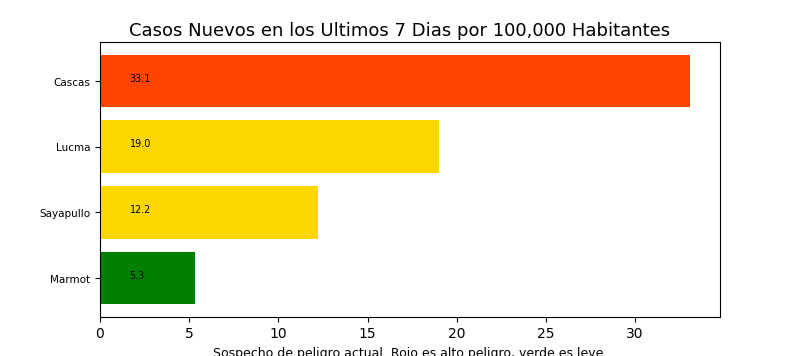 Casos Nuevos en los Ultimos 7 Dias por 100,000 Habitantes
Cascas
33.1
Lucma
19.0
Sayapullo
12.2
Marmot
5.3
0 5 10 15 20 25 30
Sospecho de peligro actual. Rojo es alto peligro, verde es leve